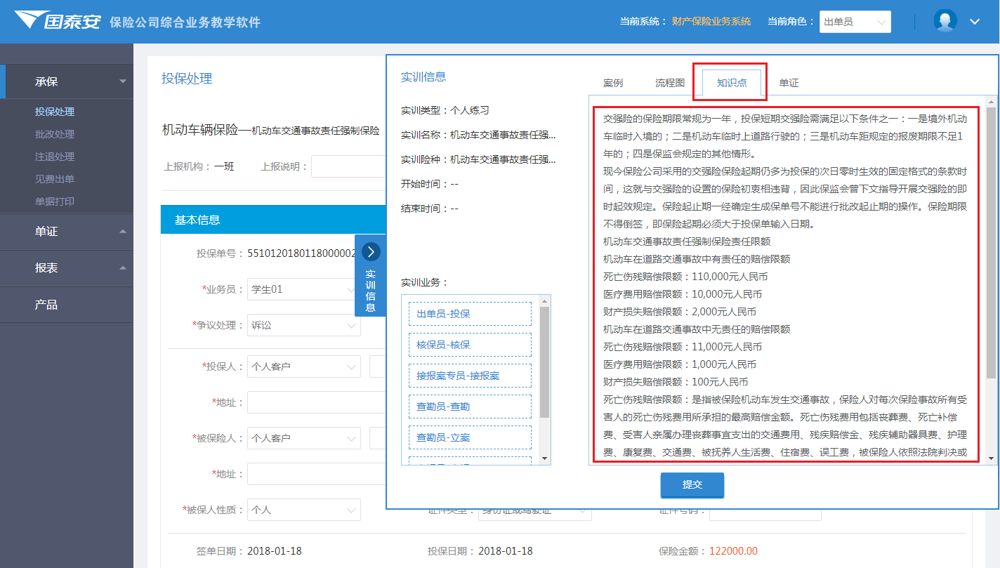 国泰安 保险公司综合业务教学软件
当前系统： 财产保险业务系统 当前角色： 出单员
承保
投保处理
批改处理
注退处理
见费出单
单据打印
单证
报表
产品
投保处理
机动车辆保险—机动车交通事故责任强制保险
上报机构：一班 上报说明：
基本信息
投保单号：5510120180118000002
*业务员：学生01
*争议处理：诉讼
*投保人：个人客户
*地址：
*被保险人：个人客户
*地址：
*被保人性质：个人
证件类型：身份证或驾驶证
证件号码：
签单日期：2018-01-18 投保日期：2018-01-18 保险金额：122000.00
实训信息
实训信息
实训类型：个人练习
实训名称：机动车交通事故责任强...
实训险种：机动车交通事故责任强...
开始时间：--
结束时间：--
实训业务：
出单员-投保
核保员-核保
接报案专员-接报案
查勘员-查勘
查勘员-立案
案例 流程图 知识点 单证
交强险的保险期限常规为一年，投保短期交强险需满足以下条件之一：一是境外机动
车临时入境的；二是机动车临时上道路行驶的；三是机动车距规定的报废期限不足1
年的；四是保监会规定的其他情形。
现今保险公司采用的交强险保险起期仍多为投保的次日零时生效的固定格式的条款时
间，这就与交强险的设置的保险初衷相违背，因此保监会曾下文指导开展交强险的即
时起效规定。保险起止期一经确定生成保单号不能进行批改起止期的操作。保险期限
不得倒签，即保险起期必须大于投保单输入日期。
机动车交通事故责任强制保险责任限额
机动车在道路交通事故中有责任的赔偿限额
死亡伤残赔偿限额：110,000元人民币
医疗费用赔偿限额：10,000元人民币
财产损失赔偿限额：2,000元人民币
机动车在道路交通事故中无责任的赔偿限额
死亡伤残赔偿限额：11,000元人民币
医疗费用赔偿限额：1,000元人民币
财产损失赔偿限额：100元人民币
死亡伤残赔偿限额：是指被保险机动车发生交通事故，保险人对每次保险事故所有受
害人的死亡伤残费用所承担的最高赔偿金额。死亡伤残费用包括丧葬费、死亡补偿
费、受害人亲属办理丧葬事宜支出的交通费用、残疾赔偿金、残疾辅助器具费、护理
费、康复费、交通费、被抚养人生活费、住宿费、误工费，被保险人依照法院判决或
提交